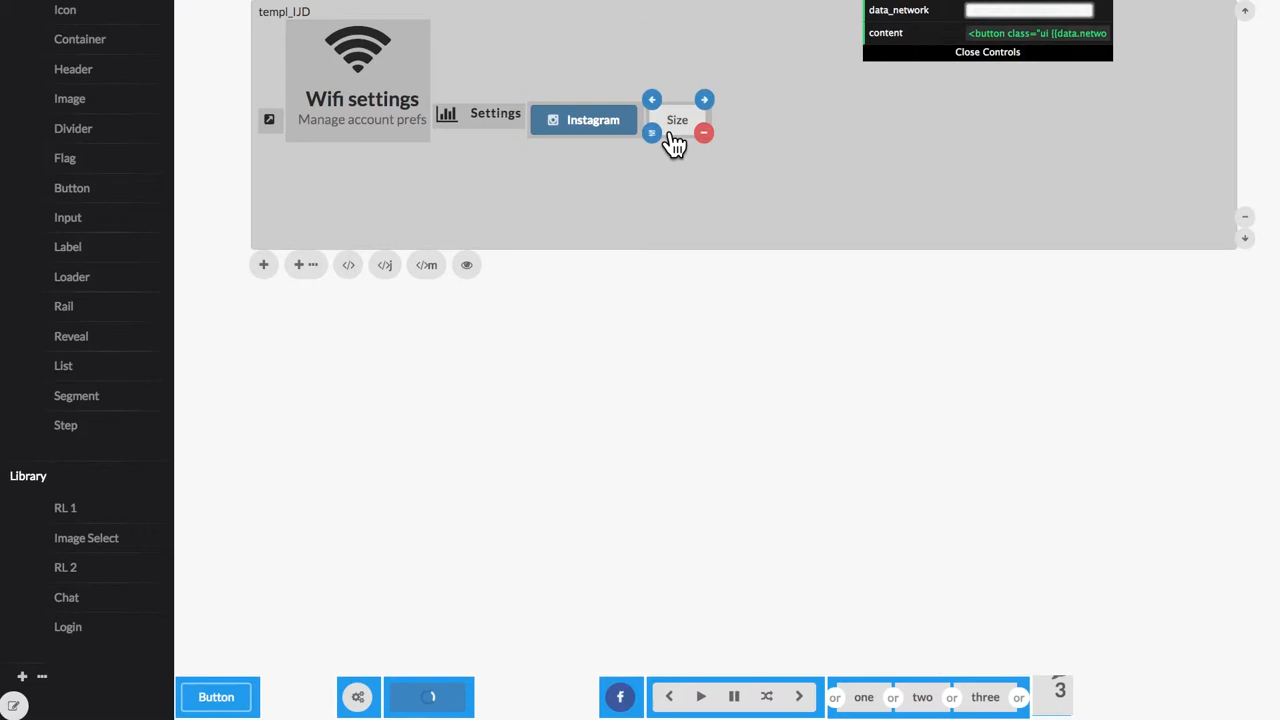 Icon
Container
Header
Image
Divider
Flag
Button
Input
Label
Loader
Rail
Reveal
List
Segment
Step
Library
RL 1
Image Select
RL 2
Chat
Login
templ_IJD
Wifi settings
Manage account prefs
Settings
Instagram
Size
</>
</>j
</>m
data_network
content <button class="ui {{data.netwo
Close Controls
Button
or one or two or three or
3